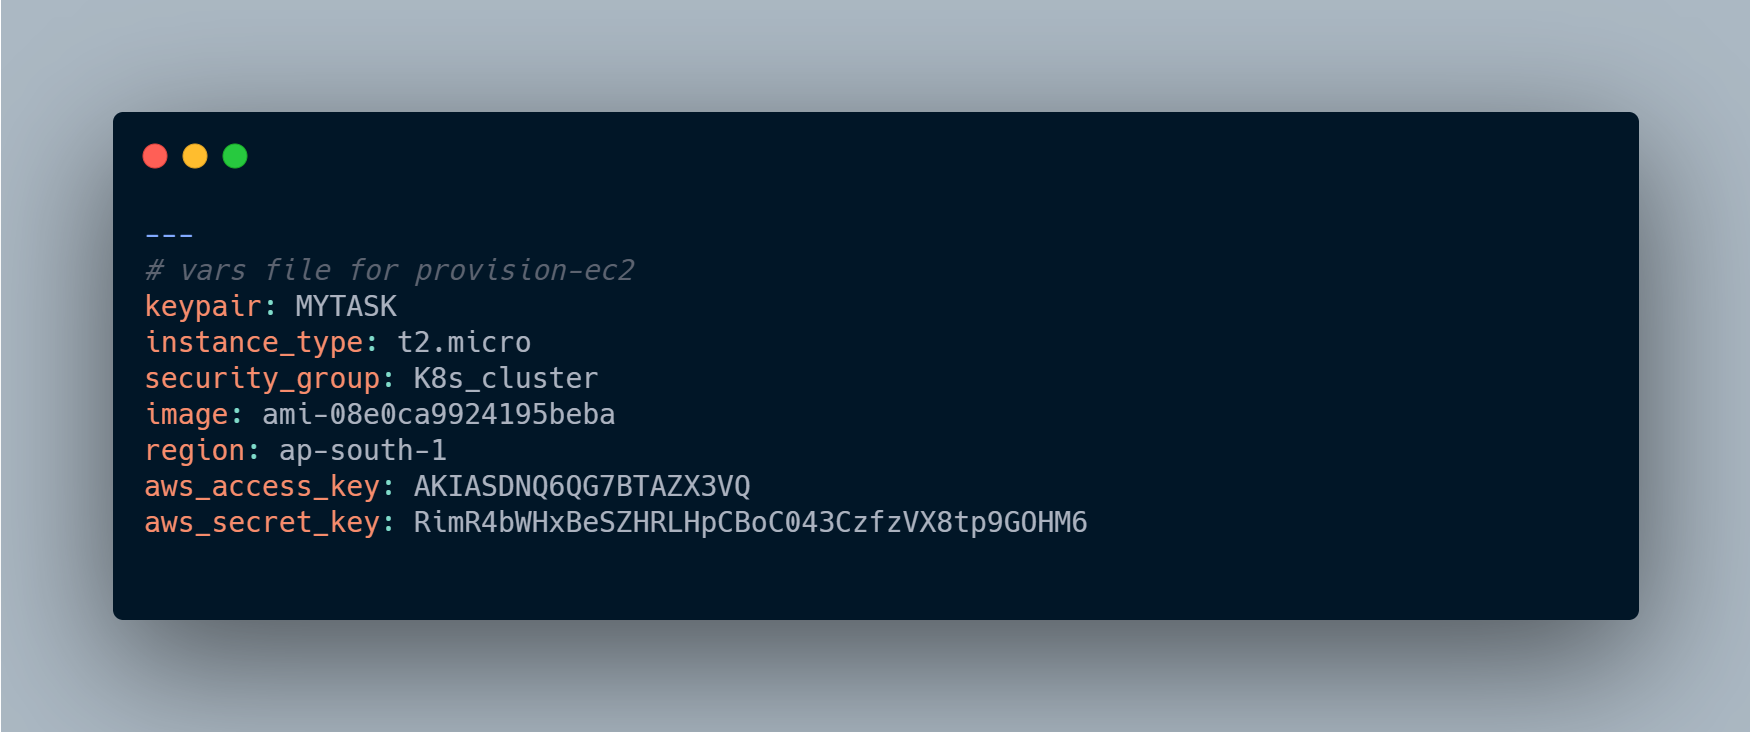 ---
# vars file for provision-ec2
keypair: MYTASK
instance_type: t2.micro
security_group: K8s_cluster
image: ami-08e0ca9924195beba
region: ap-south-1
aws_access_key: AKIASDNQ6QG7BTAZX3VQ
aws_secret_key: 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